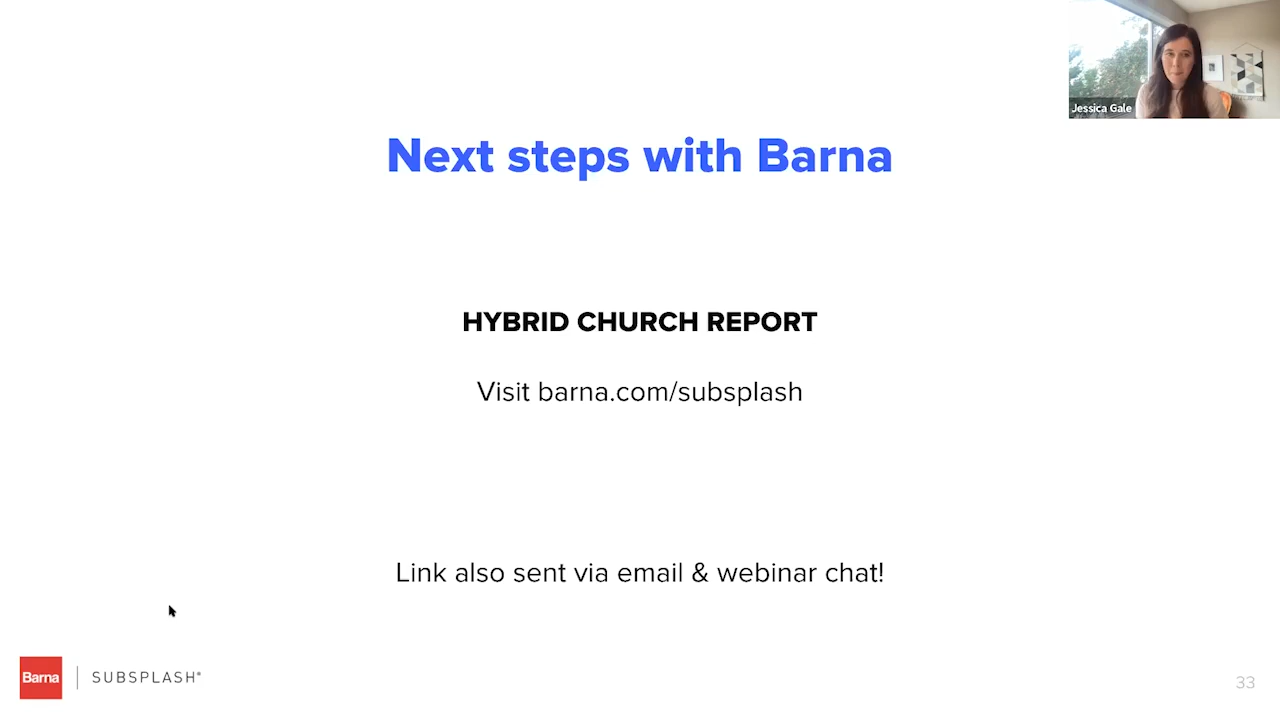 Jessica Gale
Next steps with Barna
HYBRID CHURCH REPORT
Visit barna.com/subsplash
Link also sent via email & webinar chat!
Barna
SUBSPLASH®
33